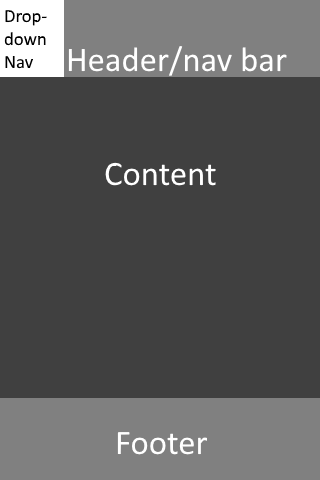 Drop-
down
Nav
Header/nav bar
Content
Footer